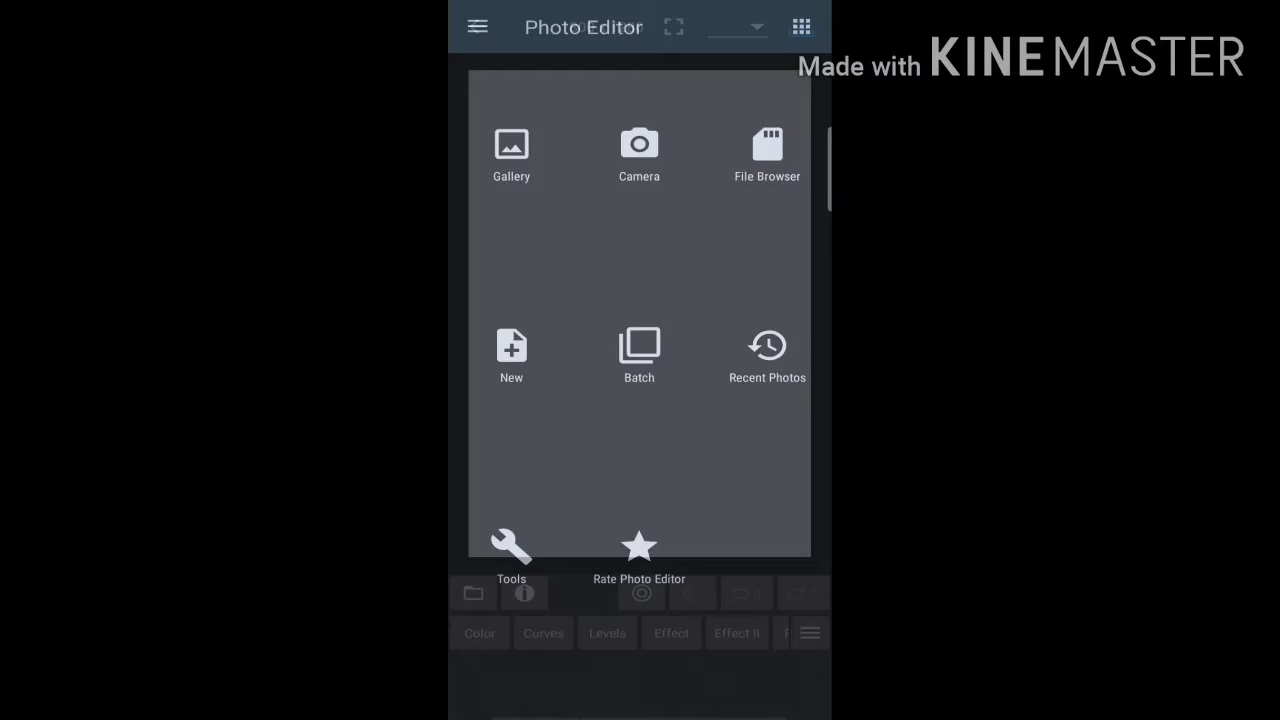 Photo Editor
Made with KINEMASTER
Gallery
Camera
File Browser
New
Batch
Recent Photos
Tools
Rate Photo Editor
Color
Curves
Levels
Effect
Effect II